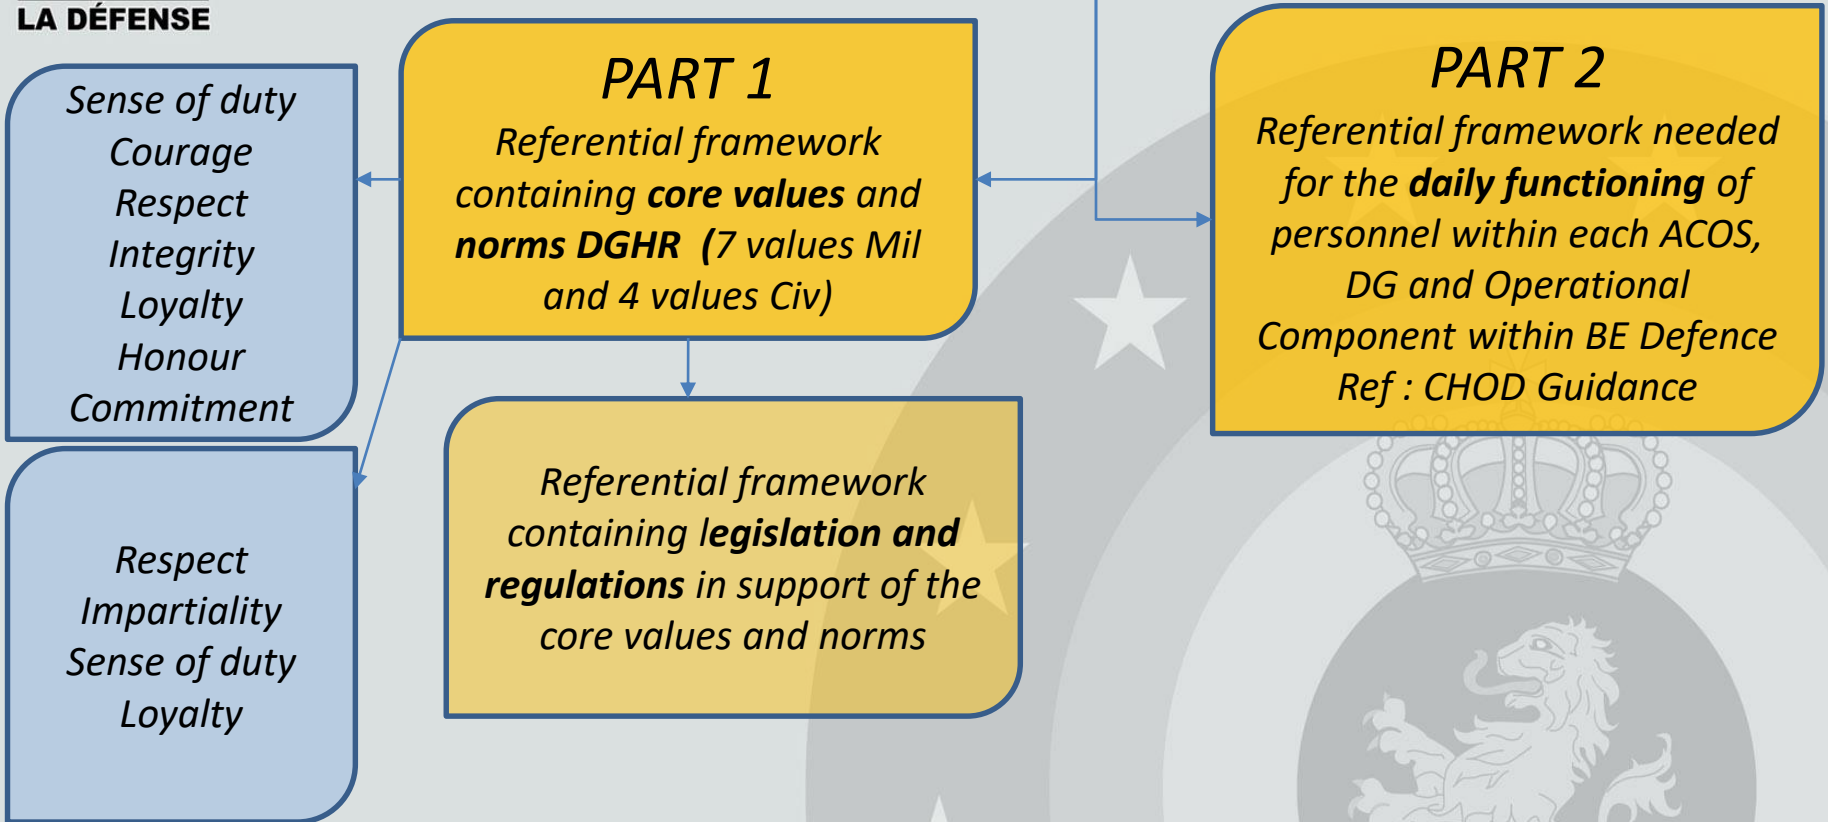 LA DÉFENSE
Sense of duty
Courage
Respect
Integrity
Loyalty
Honour
Commitment
Respect
Impartiality
Sense of duty
Loyalty
PART 1
Referential framework
containing core values and
norms DGHR (7 values Mil
and 4 values Civ)
Referential framework
containing legislation and
regulations in support of the
core values and norms
PART 2
Referential framework needed
for the daily functioning of
personnel within each ACOS,
DG and Operational
Component within BE Defence
Ref : CHOD Guidance